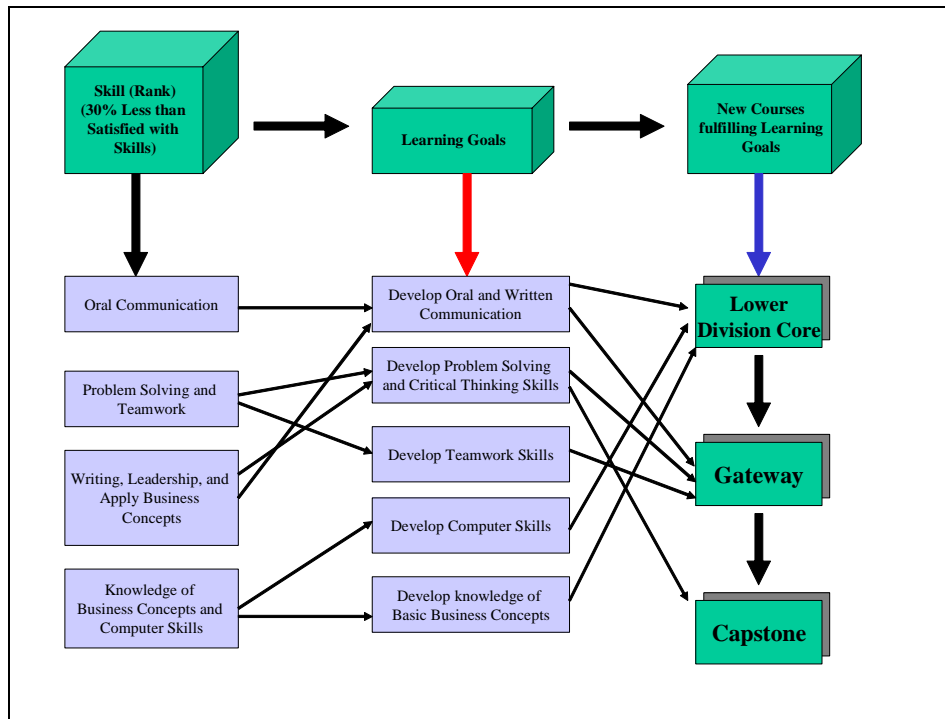 Skill (Rank)
(30% Less than
Satisfied with
Skills)
Learning Goals
New Courses
fulfilling Learning
Goals
Oral Communication
Develop Oral and Written
Communication
Lower
Division Core
Problem Solving and
Teamwork
Develop Problem Solving
and Critical Thinking Skills
Writing, Leadership, and
Apply Business
Concepts
Develop Teamwork Skills
Gateway
Develop Computer Skills
Knowledge of
Business Concepts and
Computer Skills
Develop knowledge of
Basic Business Concepts
Capstone